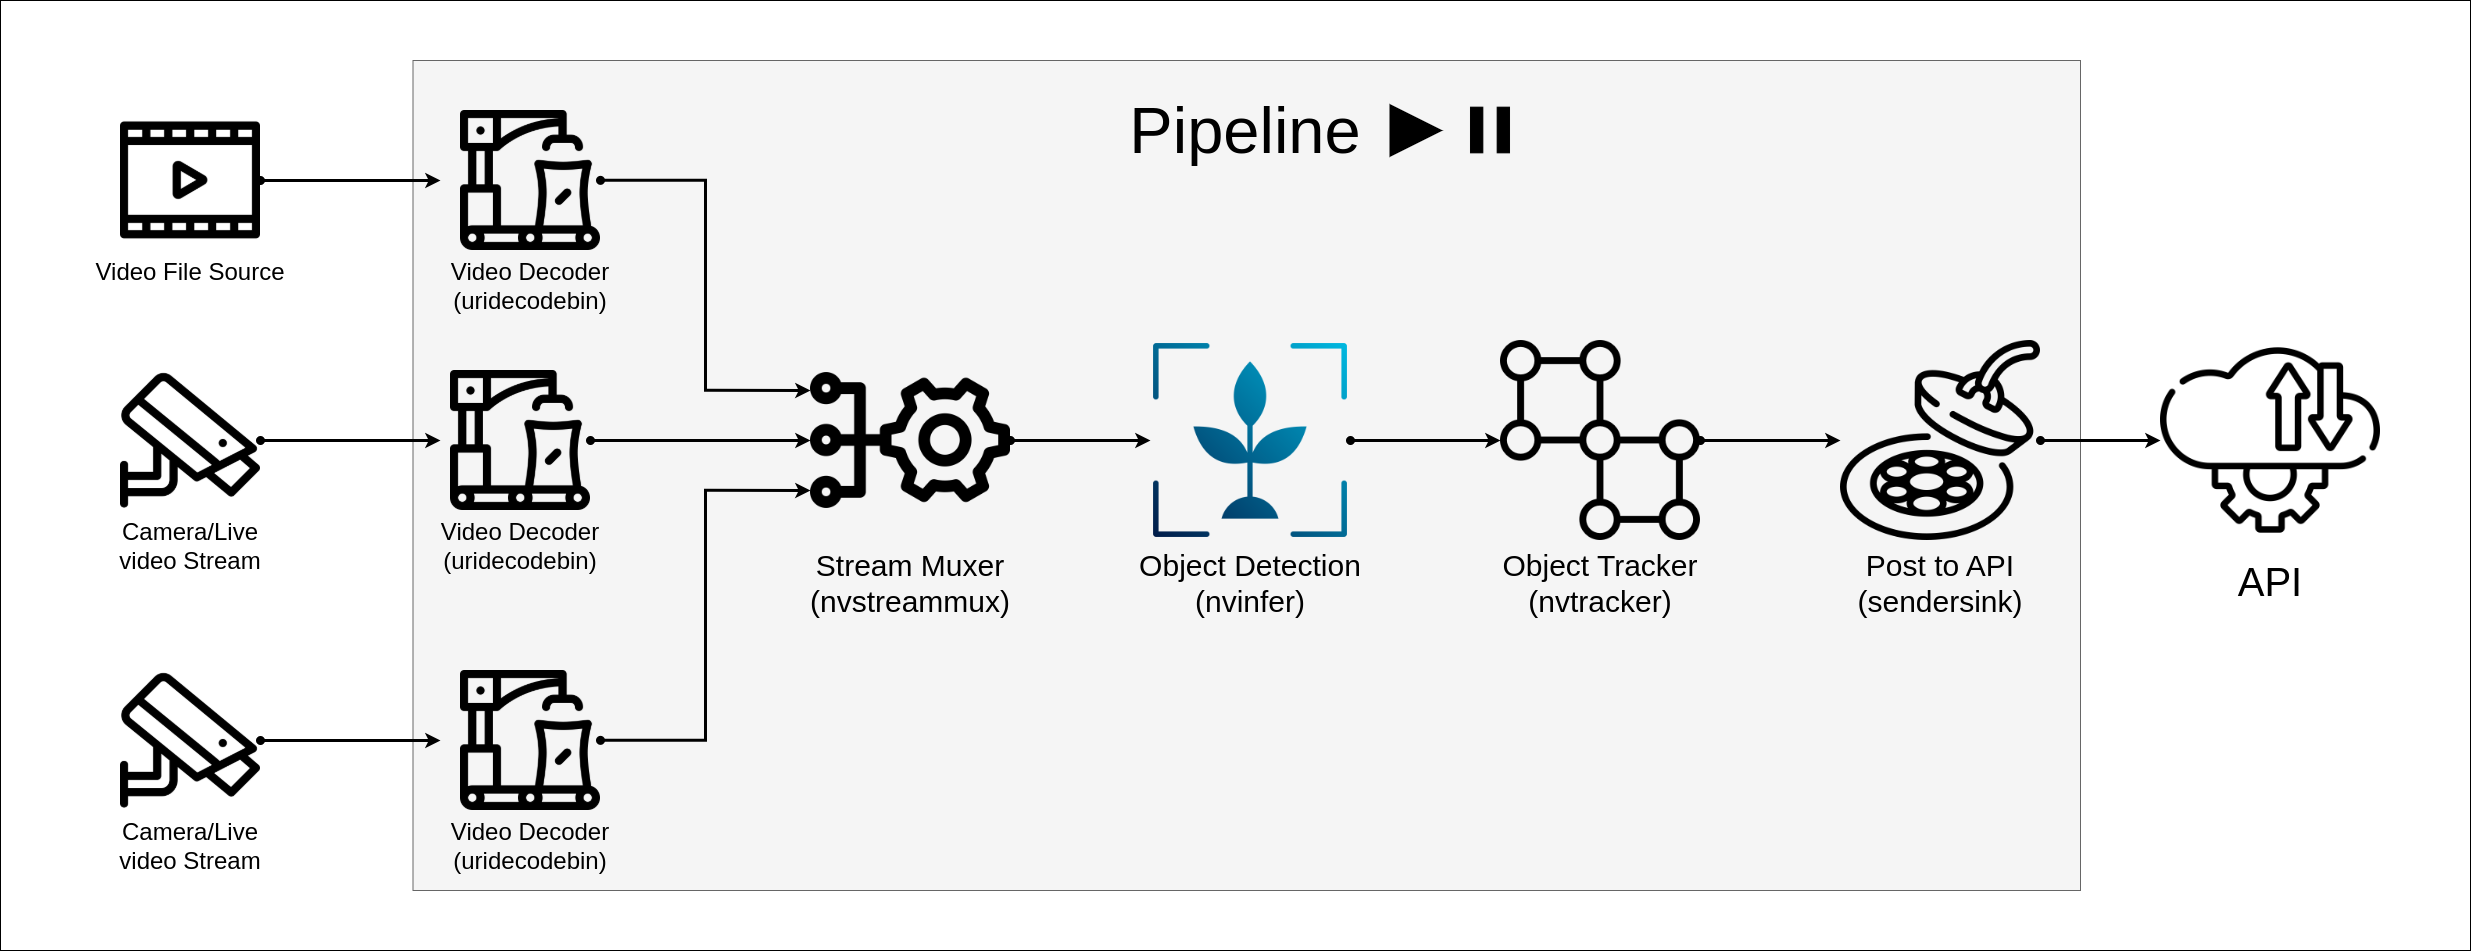 Pipeline
Video File Source
Video Decoder
(uridecodebin)
Camera/Live
video Stream
Video Decoder
(uridecodebin)
Stream Muxer
(nvstreammux)
Object Detection
(nvinfer)
Object Tracker
(nvtracker)
Post to API
(sendersink)
API
Camera/Live
video Stream
Video Decoder
(uridecodebin)